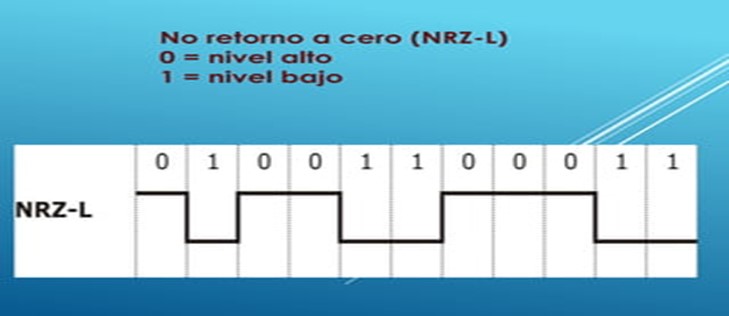 No retorno a cero (NRZ-L)
0 = nivel alto
1 = nivel bajo
0 1 0 0 1 1 0 0 0 1 1
NRZ-L